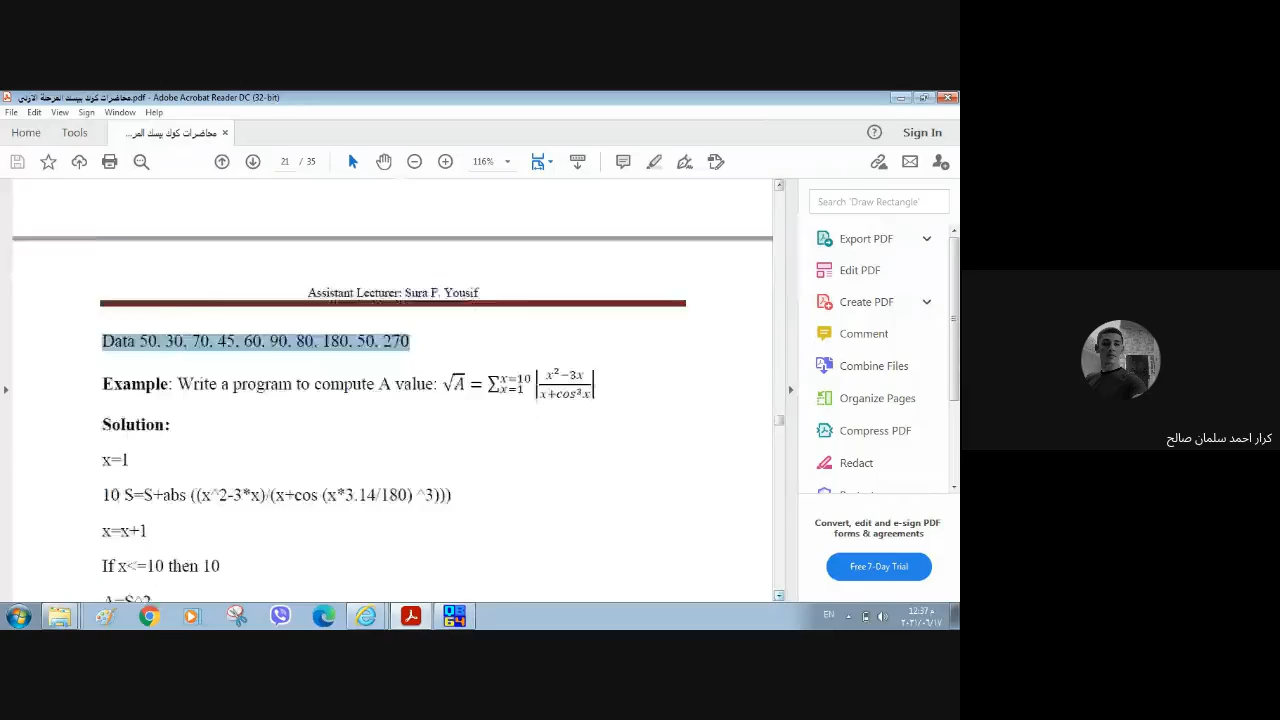 محاضرات كوك بيسك المرحلة الاولى.pdf - Adobe Acrobat Reader DC (32-bit)
File Edit View Sign Window Help
Home Tools محاضرات كوك بيسك المر... × Sign In
21 / 35 116%
Search 'Draw Rectangle'
Export PDF
Edit PDF
Create PDF
Comment
Combine Files
Organize Pages
Compress PDF
Redact
Convert, edit and e-sign PDF
forms & agreements
Free 7-Day Trial
Assistant Lecturer: Sura F. Yousif
Data 50, 30, 70, 45, 60, 90, 80, 180, 50, 270
Example: Write a program to compute A value: √A = ∑ x=10 x=1 |x²−3x / x+cos³x|
Solution:
x=1
10 S=S+abs ((x^2-3*x)/(x+cos (x*3.14/180) ^3)))
x=x+1
If x<=10 then 10
A=S^2
EN
12:37 م
٢٠٢١/٠٦/١٧
كرار احمد سلمان صالح